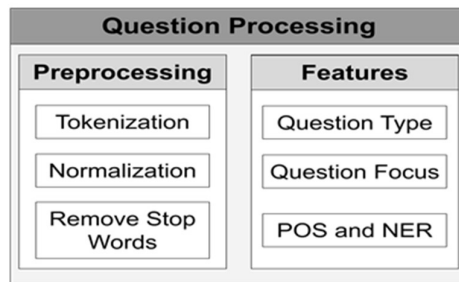 Question Processing
Preprocessing
Tokenization
Normalization
Remove Stop
Words
Features
Question Type
Question Focus
POS and NER